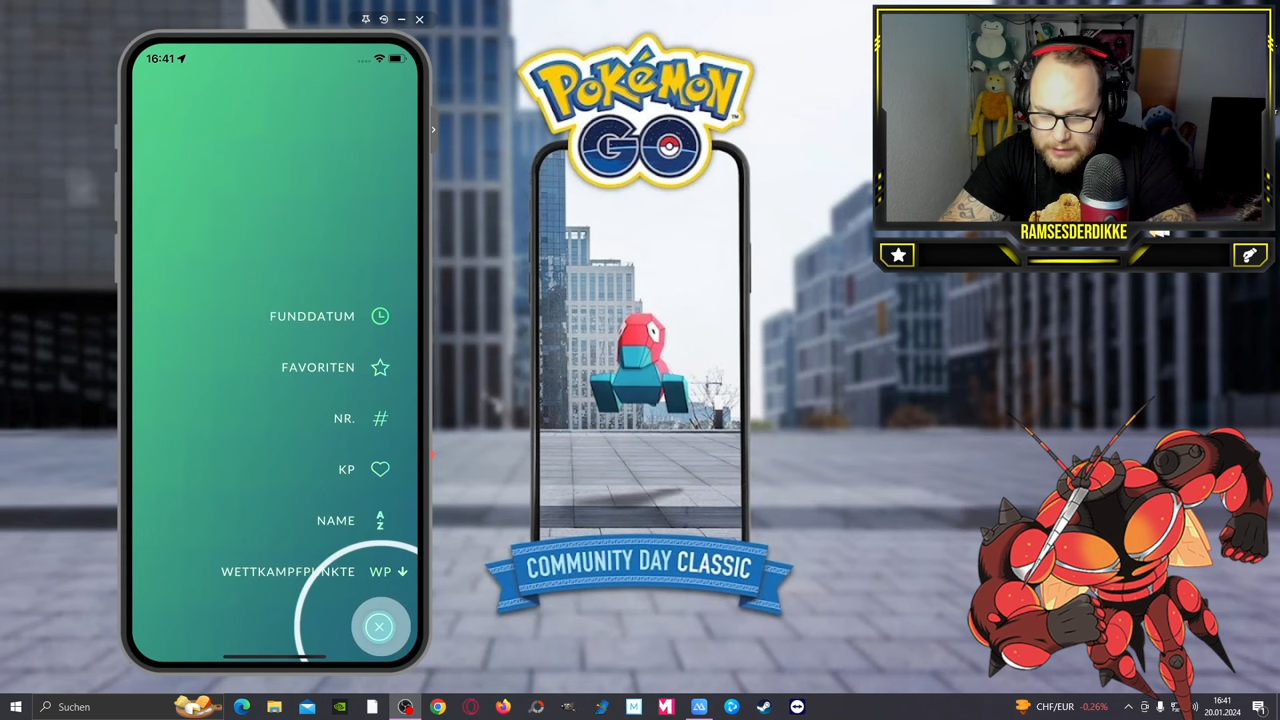 16:41
FUNDDATUM
FAVORITEN
NR. #
KP
NAME A Z
WETTKAMPFPUNKTE WP
POKéMON™
GO
COMMUNITY DAY CLASSIC
RAMSESDERDIKKE
Suchen
CHF/EUR -0,26%
16:41
20.01.2024